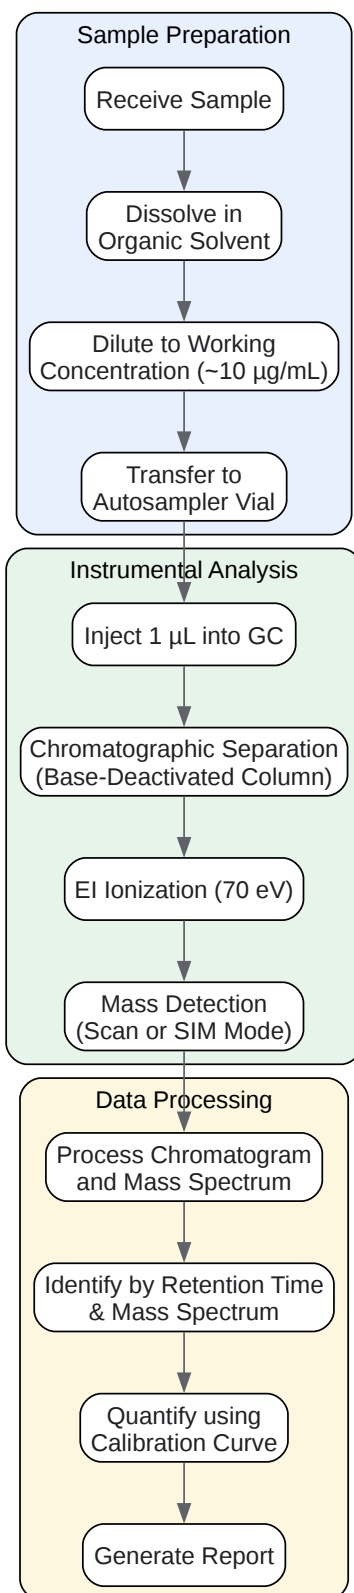 Sample Preparation
Receive Sample
Dissolve in
Organic Solvent
Dilute to Working
Concentration (~10 µg/mL)
Transfer to
Autosampler Vial
Instrumental Analysis
Inject 1 µL into GC
Chromatographic Separation
(Base-Deactivated Column)
EI Ionization (70 eV)
Mass Detection
(Scan or SIM Mode)
Data Processing
Process Chromatogram
and Mass Spectrum
Identify by Retention Time
& Mass Spectrum
Quantify using
Calibration Curve
Generate Report